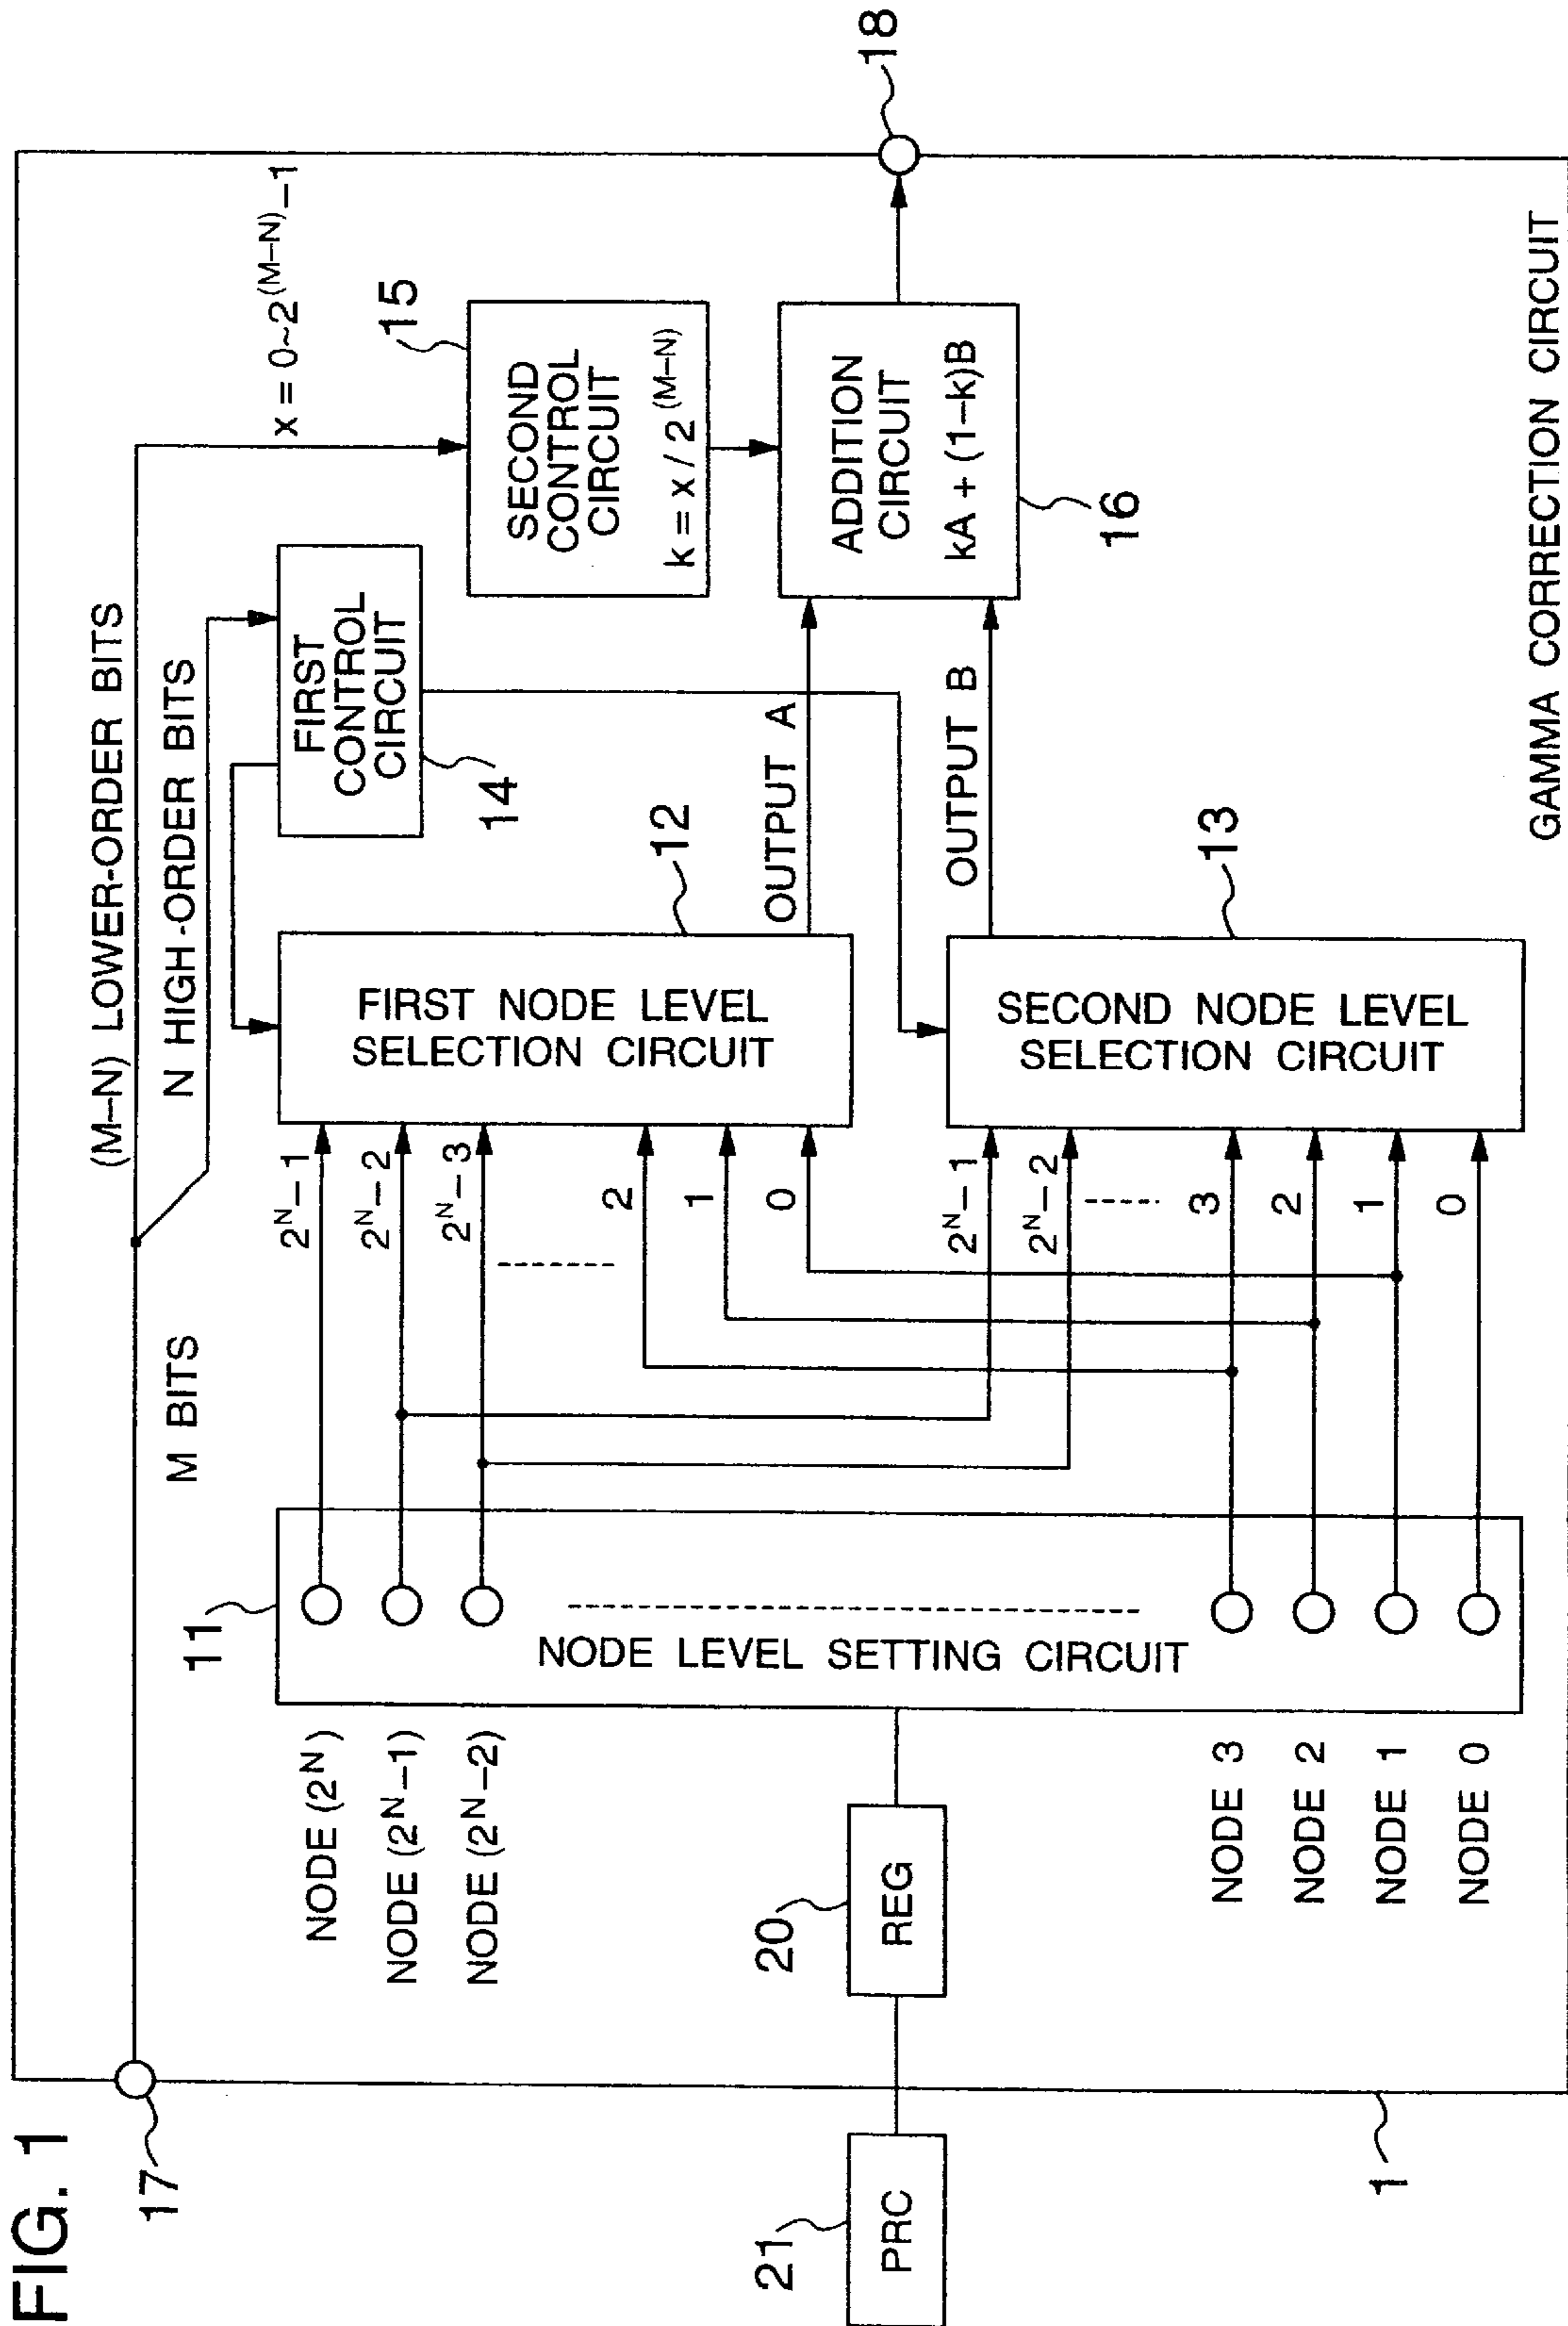 FIG. 1
17
M BITS
(M–N) LOWER-ORDER BITS
N HIGH-ORDER BITS
x = 0~2^(M–N)–1
11
NODE (2^N)
NODE (2^N–1)
NODE (2^N–2)
NODE 3
NODE 2
NODE 1
NODE 0
NODE LEVEL SETTING CIRCUIT
21
PRC
20
REG
2^N–1
2^N–2
2^N–3
2
1
0
2^N–1
2^N–2
3
2
1
0
FIRST NODE LEVEL
SELECTION CIRCUIT
12
SECOND NODE LEVEL
SELECTION CIRCUIT
13
FIRST
CONTROL
CIRCUIT
14
OUTPUT A
OUTPUT B
SECOND
CONTROL
CIRCUIT
k = x / 2^(M–N)
15
ADDITION
CIRCUIT
kA + (1–k)B
16
18
1
GAMMA CORRECTION CIRCUIT